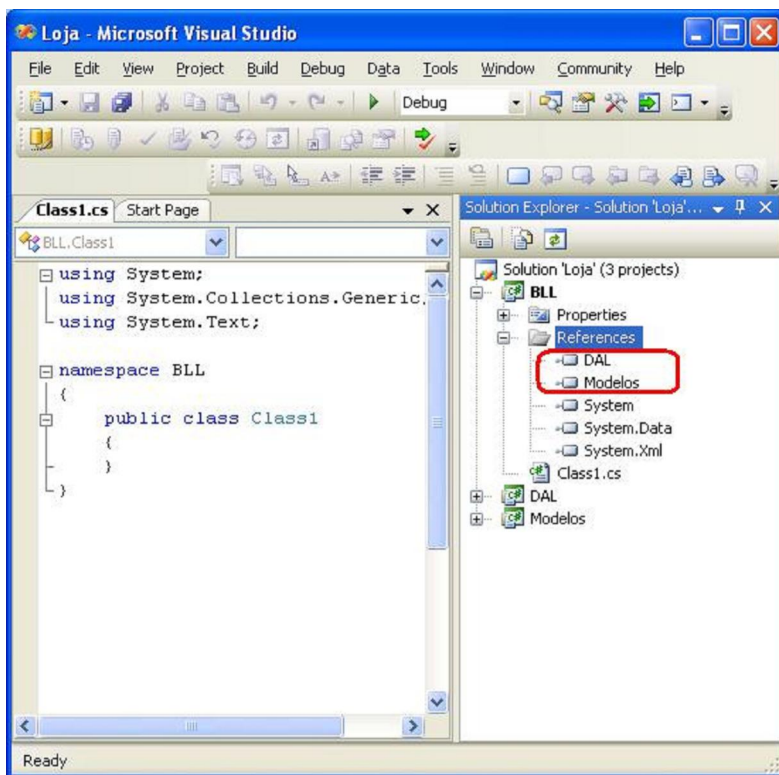 Loja - Microsoft Visual Studio
File Edit View Project Build Debug Data Tools Window Community Help
Debug
Class1.cs Start Page
BLL.Class1
using System;
using System.Collections.Generic
using System.Text;
namespace BLL
{
public class Class1
{
}
}
Solution Explorer - Solution 'Loja'...
Solution 'Loja' (3 projects)
BLL
Properties
References
DAL
Modelos
System
System.Data
System.Xml
Class1.cs
DAL
Modelos
Ready